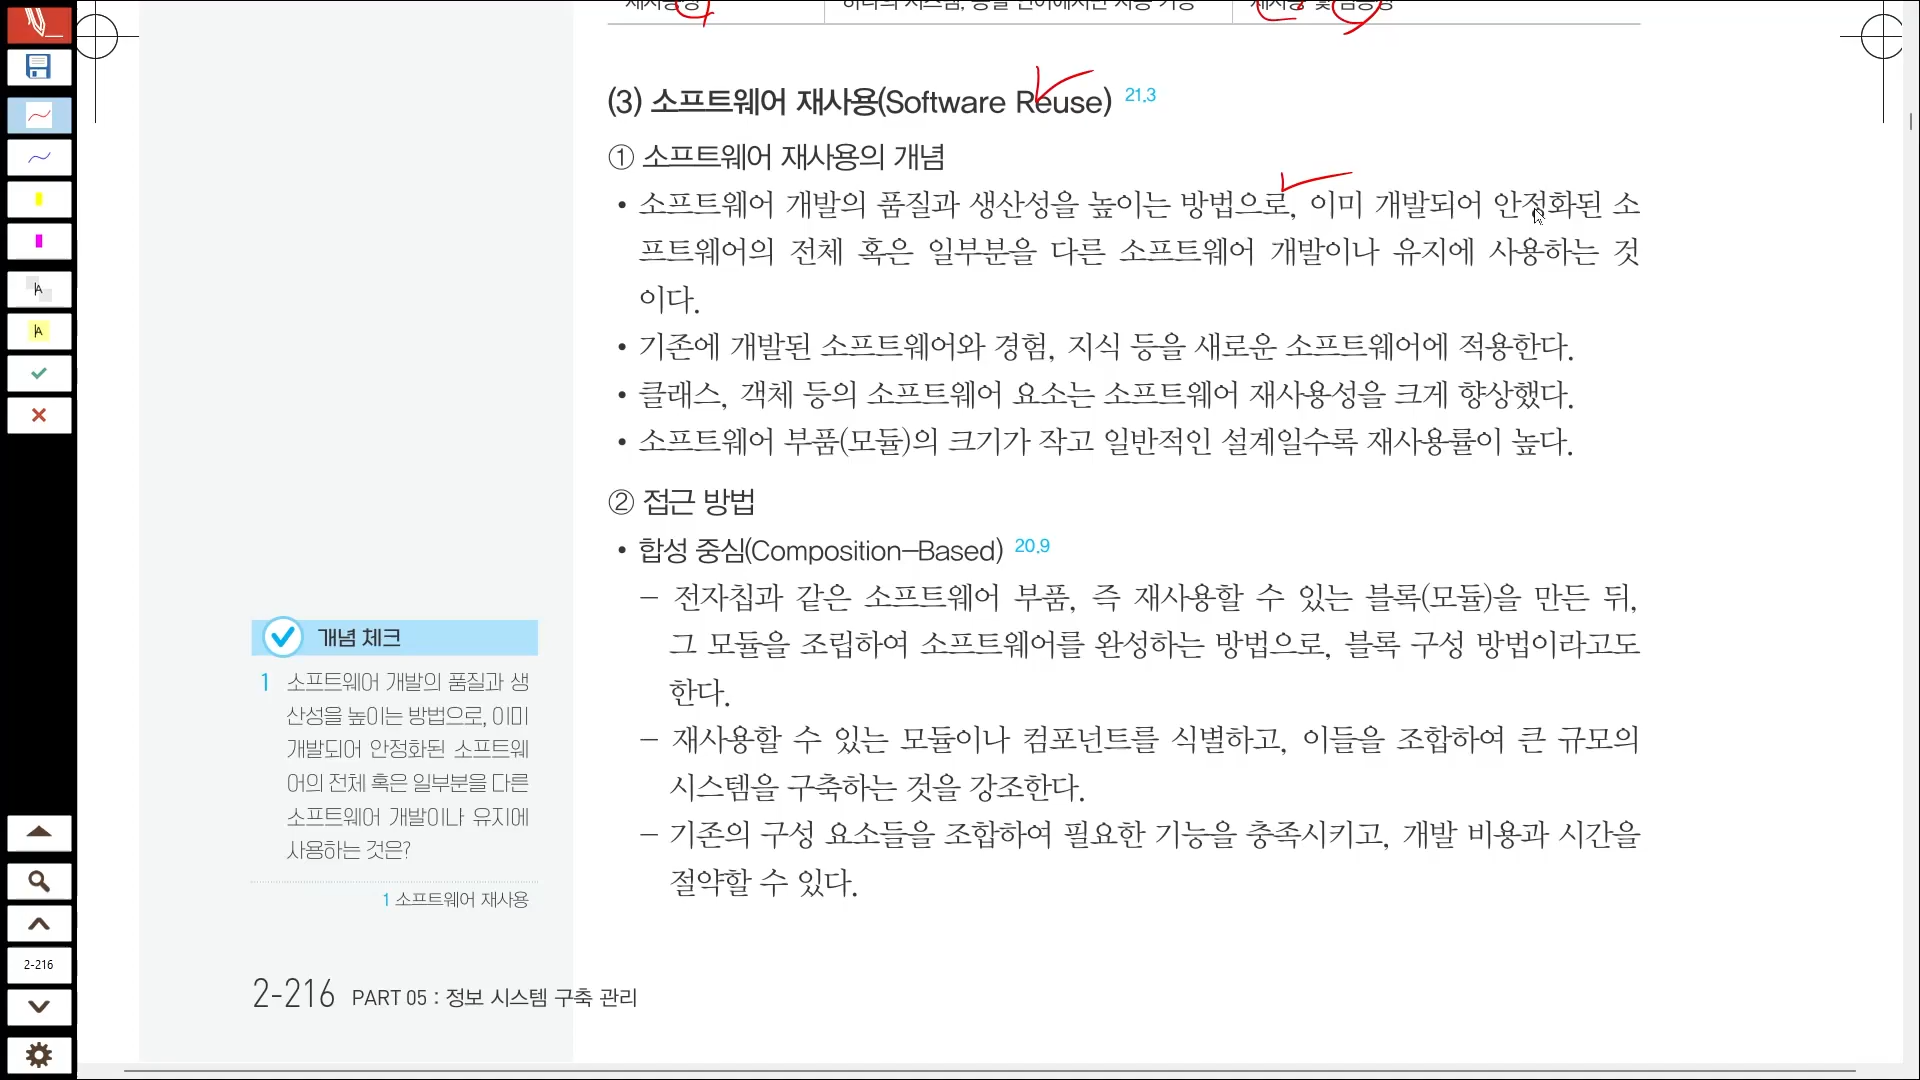 (3) 소프트웨어 재사용(Software Reuse) 21.3
① 소프트웨어 재사용의 개념
• 소프트웨어 개발의 품질과 생산성을 높이는 방법으로, 이미 개발되어 안정화된 소
프트웨어의 전체 혹은 일부분을 다른 소프트웨어 개발이나 유지에 사용하는 것
이다.
• 기존에 개발된 소프트웨어와 경험, 지식 등을 새로운 소프트웨어에 적용한다.
• 클래스, 객체 등의 소프트웨어 요소는 소프트웨어 재사용성을 크게 향상했다.
• 소프트웨어 부품(모듈)의 크기가 작고 일반적인 설계일수록 재사용률이 높다.
② 접근 방법
• 합성 중심(Composition–Based) 20.9
– 전자칩과 같은 소프트웨어 부품, 즉 재사용할 수 있는 블록(모듈)을 만든 뒤,
그 모듈을 조립하여 소프트웨어를 완성하는 방법으로, 블록 구성 방법이라고도
한다.
– 재사용할 수 있는 모듈이나 컴포넌트를 식별하고, 이들을 조합하여 큰 규모의
시스템을 구축하는 것을 강조한다.
– 기존의 구성 요소들을 조합하여 필요한 기능을 충족시키고, 개발 비용과 시간을
절약할 수 있다.
개념 체크
1 소프트웨어 개발의 품질과 생
산성을 높이는 방법으로, 이미
개발되어 안정화된 소프트웨
어의 전체 혹은 일부분을 다른
소프트웨어 개발이나 유지에
사용하는 것은?
1 소프트웨어 재사용
2-216 PART 05 : 정보 시스템 구축 관리
A
A
2-216